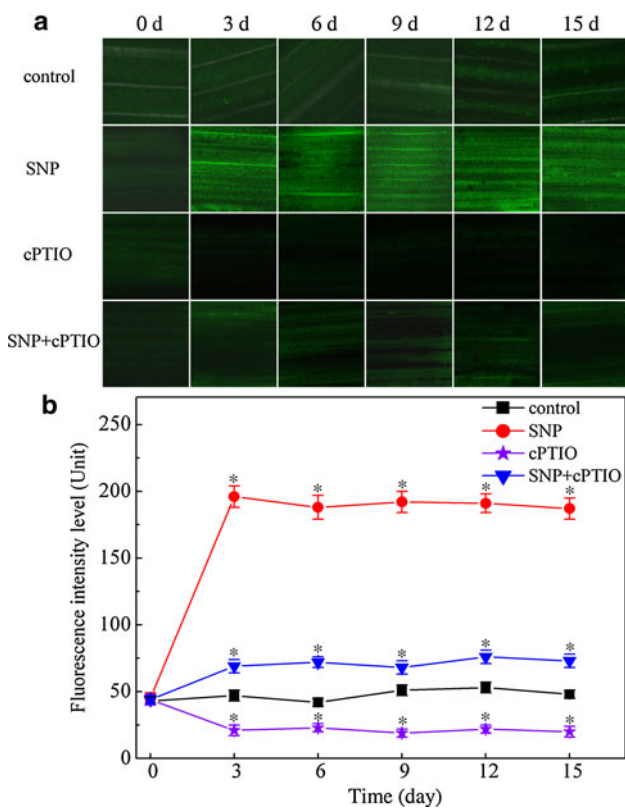 a
0 d 3 d 6 d 9 d 12 d 15 d
control
SNP
cPTIO
SNP+cPTIO
b
250
200
150
100
50
0
Fluorescence intensity level (Unit)
control
SNP
cPTIO
SNP+cPTIO
* * * * *
* * * * *
* * * * *
0 3 6 9 12 15
Time (day)